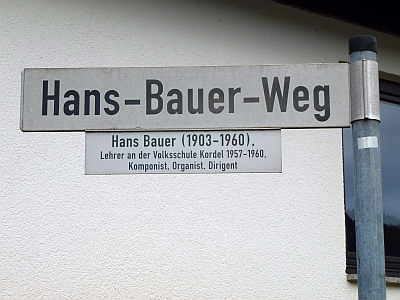 Hans-Bauer-Weg
Hans Bauer (1903-1960),
Lehrer an der Volksschule Kordel 1957-1960,
Komponist, Organist, Dirigent